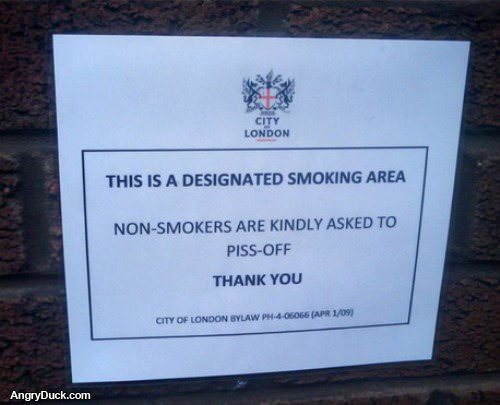 CITY
LONDON
THIS IS A DESIGNATED SMOKING AREA
NON-SMOKERS ARE KINDLY ASKED TO
PISS-OFF
THANK YOU
CITY OF LONDON BYLAW PH-4-06066 (APR 1/09)
AngryDuck.com